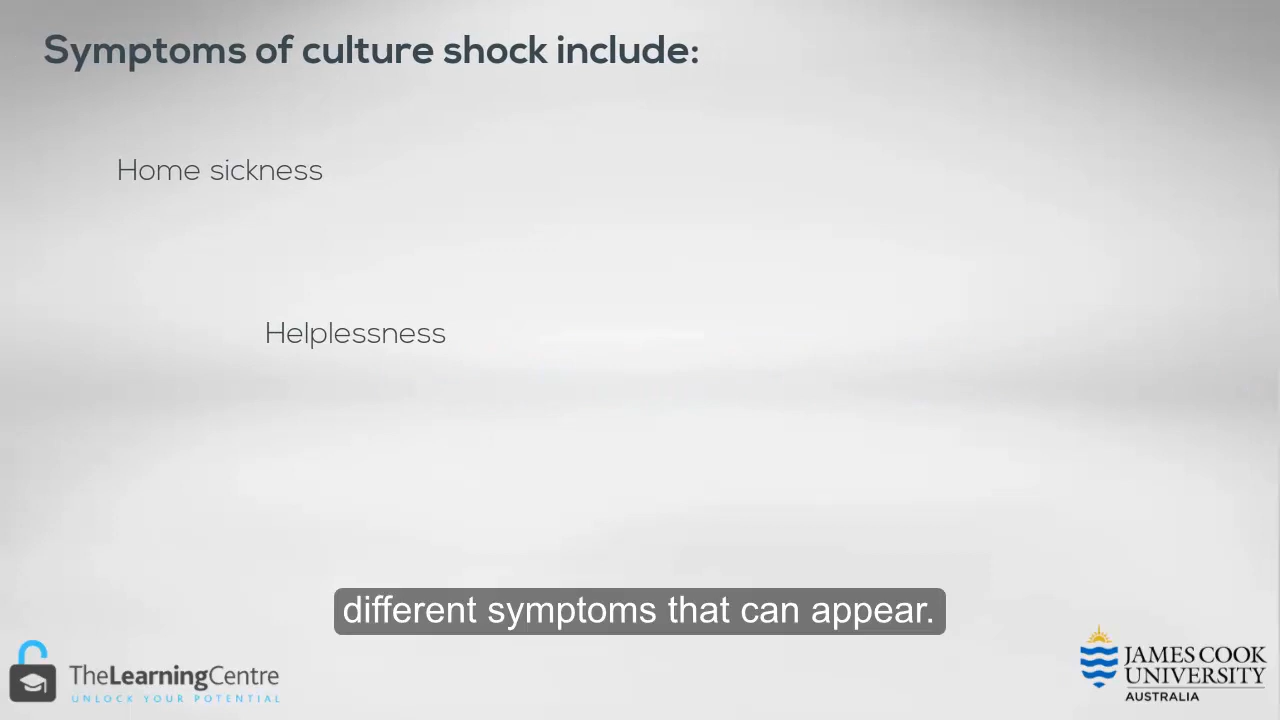 Symptoms of culture shock include:
Home sickness
Helplessness
different symptoms that can appear.
TheLearningCentre
UNLOCK YOUR POTENTIAL
JAMES COOK
UNIVERSITY
AUSTRALIA